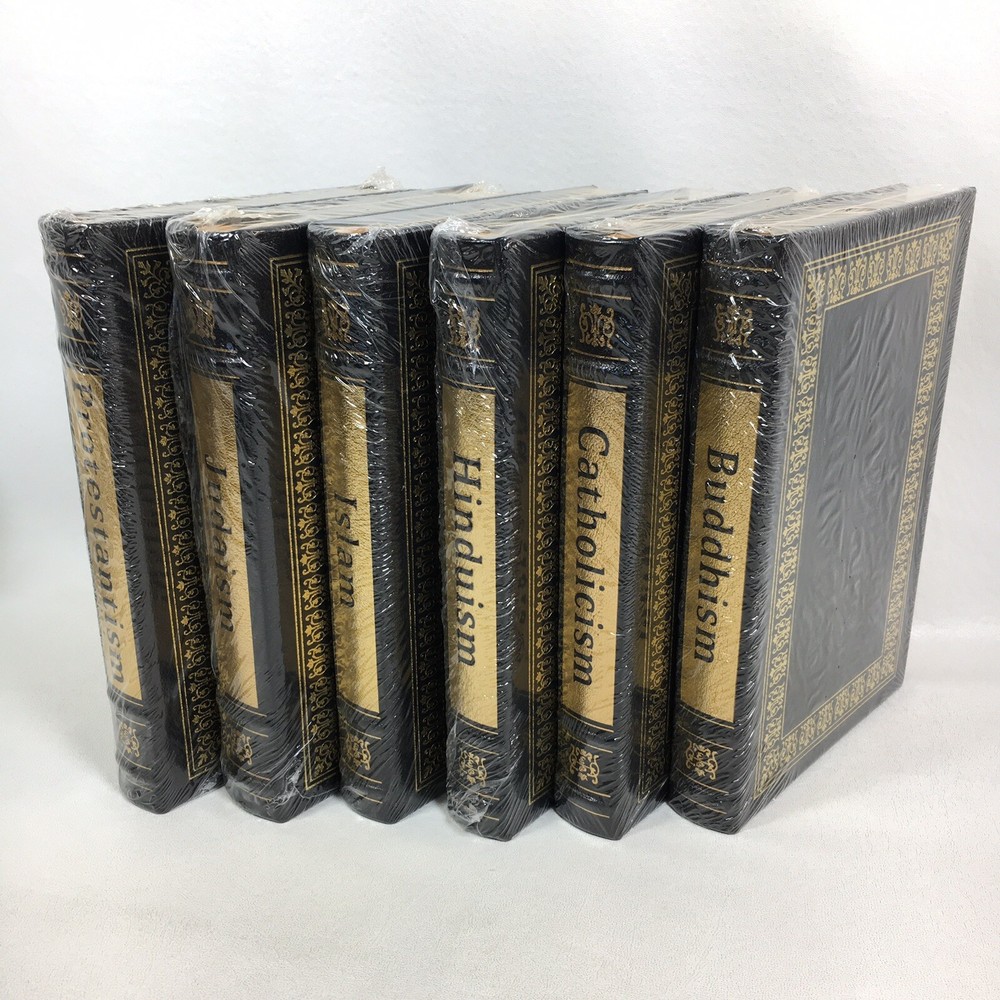 Protestantism
Judaism
Islam
Hinduism
Catholicism
Buddhism